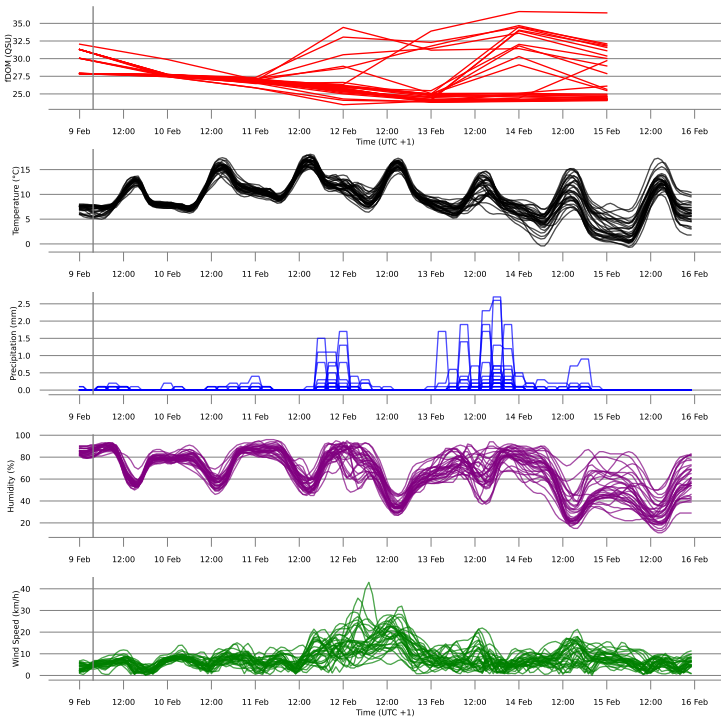 35.0
32.5
30.0
27.5
25.0
fDOM (QSU)
9 Feb 12:00 10 Feb 12:00 11 Feb 12:00 12 Feb 12:00 13 Feb 12:00 14 Feb 12:00 15 Feb 12:00 16 Feb
Time (UTC +1)
15
10
5
0
Temperature (°C)
9 Feb 12:00 10 Feb 12:00 11 Feb 12:00 12 Feb 12:00 13 Feb 12:00 14 Feb 12:00 15 Feb 12:00 16 Feb
2.5
2.0
1.5
1.0
0.5
0.0
Precipitation (mm)
9 Feb 12:00 10 Feb 12:00 11 Feb 12:00 12 Feb 12:00 13 Feb 12:00 14 Feb 12:00 15 Feb 12:00 16 Feb
100
80
60
40
20
Humidity (%)
9 Feb 12:00 10 Feb 12:00 11 Feb 12:00 12 Feb 12:00 13 Feb 12:00 14 Feb 12:00 15 Feb 12:00 16 Feb
40
30
20
10
0
Wind Speed (km/h)
9 Feb 12:00 10 Feb 12:00 11 Feb 12:00 12 Feb 12:00 13 Feb 12:00 14 Feb 12:00 15 Feb 12:00 16 Feb
Time (UTC +1)